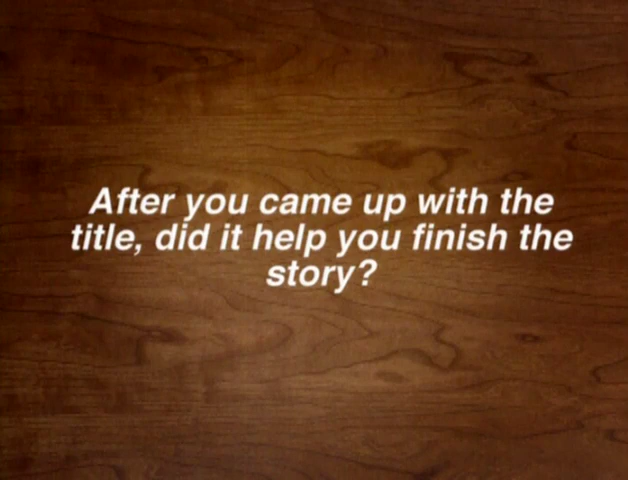 After you came up with the
title, did it help you finish the
story?